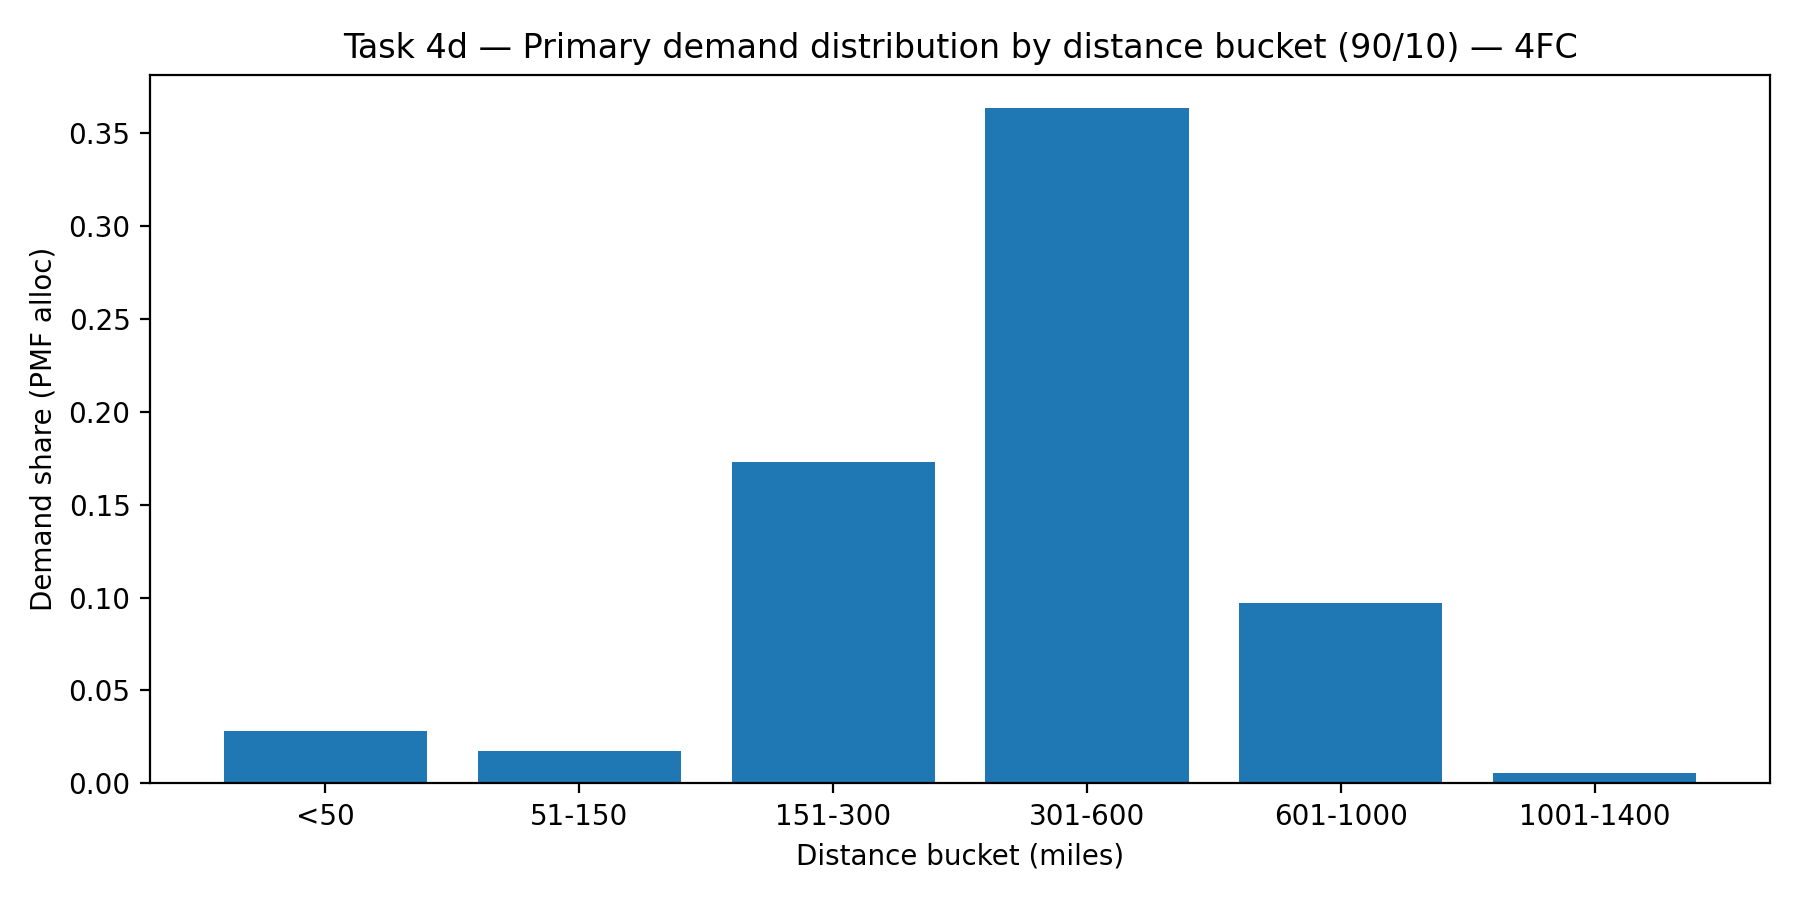 Task 4d — Primary demand distribution by distance bucket (90/10) — 4FC
Demand share (PMF alloc)
0.35
0.30
0.25
0.20
0.15
0.10
0.05
0.00
<50 51-150 151-300 301-600 601-1000 1001-1400
Distance bucket (miles)